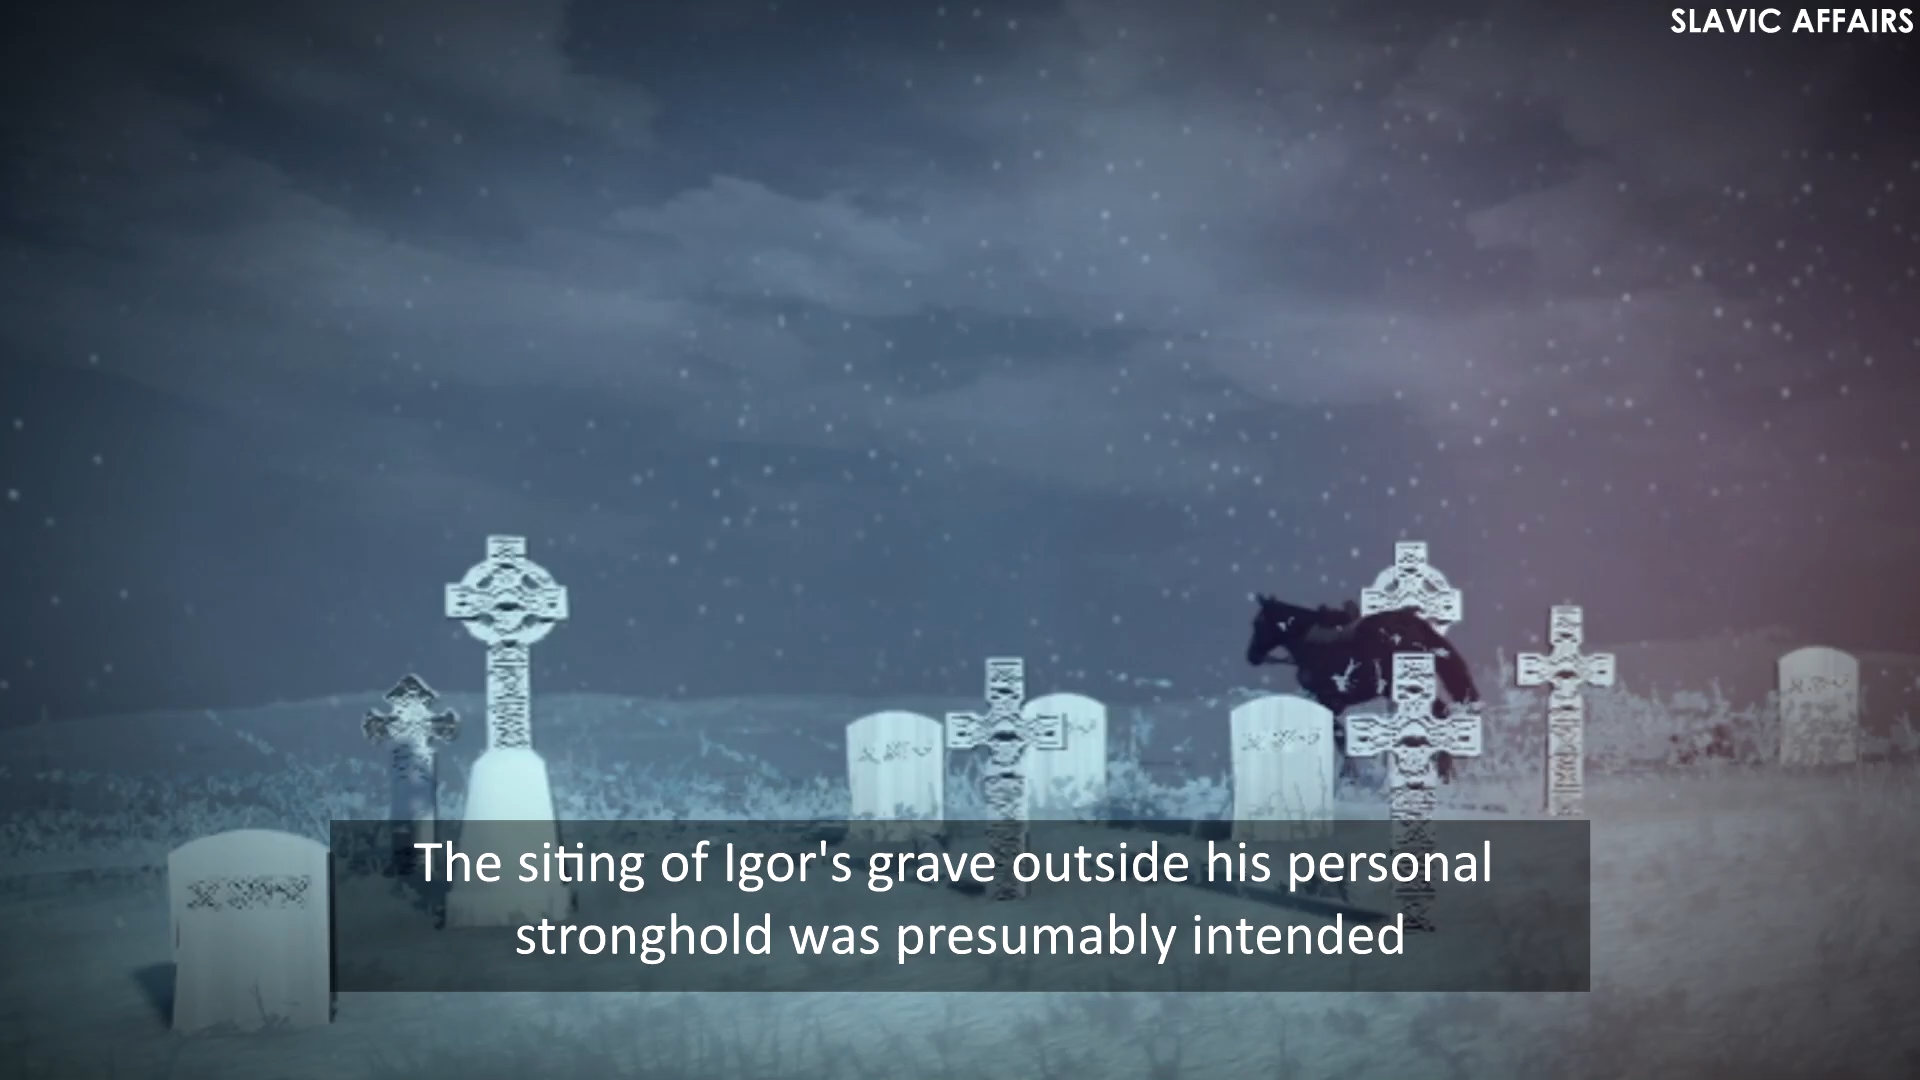 SLAVIC AFFAIRS
The siting of Igor's grave outside his personal
stronghold was presumably intended